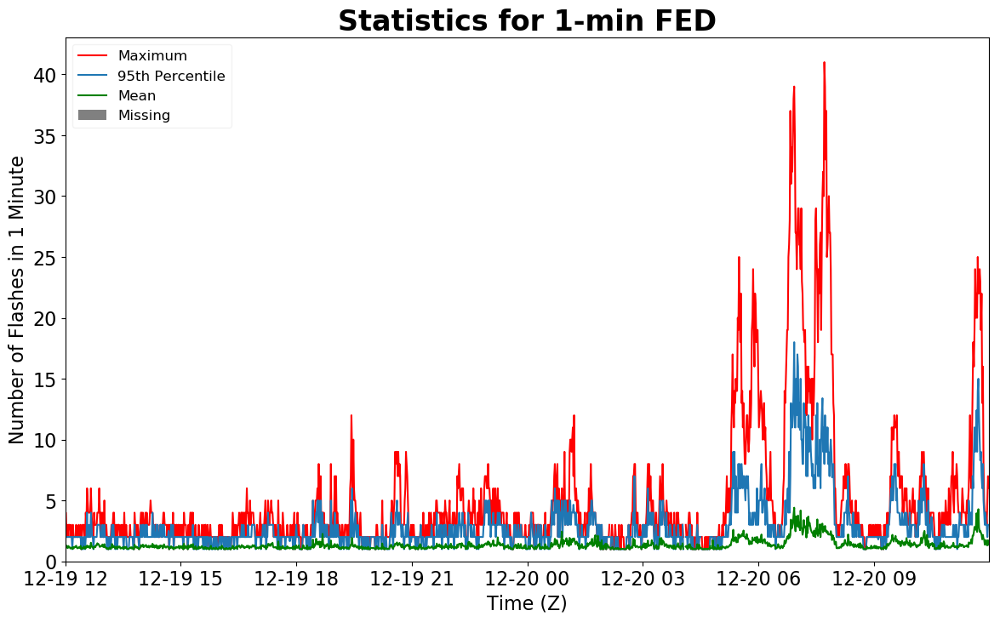 Statistics for 1-min FED
Maximum
95th Percentile
Mean
Missing
Number of Flashes in 1 Minute
40
35
30
25
20
15
10
5
0
12-19 12
12-19 15
12-19 18
12-19 21
12-20 00
12-20 03
12-20 06
12-20 09
Time (Z)